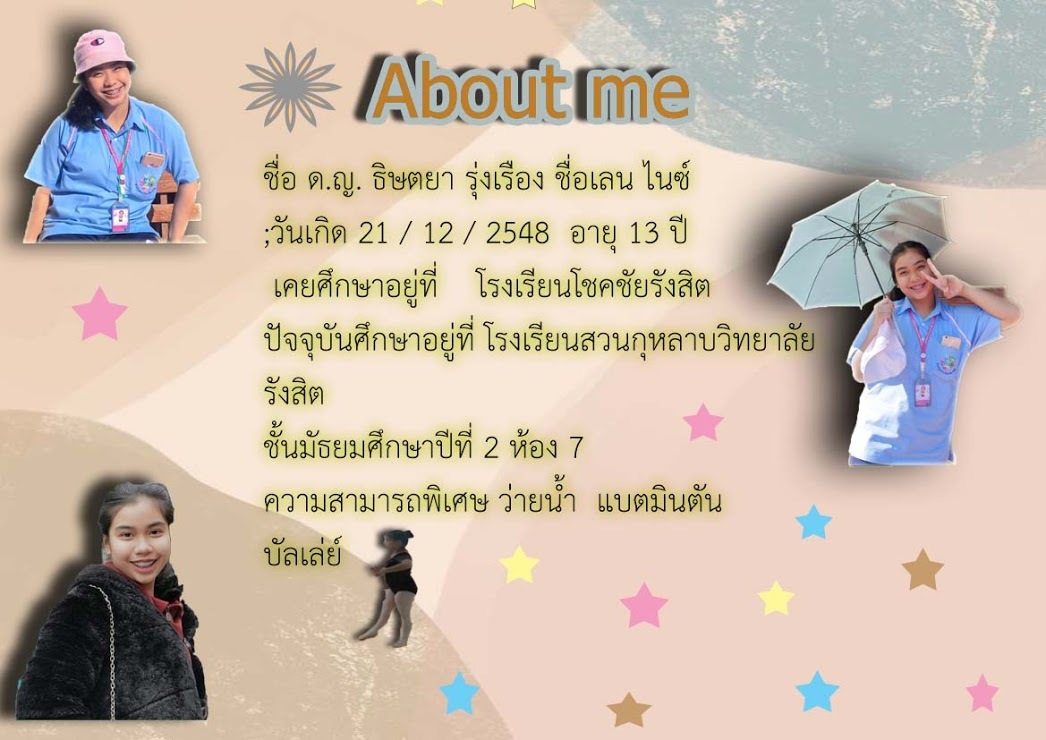 About me
ชื่อ ด.ญ. ธิษตยา รุ่งเรือง ชื่อเลน ไนซ์
;วันเกิด 21 / 12 / 2548 อายุ 13 ปี
เคยศึกษาอยู่ที่ โรงเรียนโชคชัยรังสิต
ปัจจุบันศึกษาอยู่ที่ โรงเรียนสวนกุหลาบวิทยาลัย
รังสิต
ชั้นมัธยมศึกษาปีที่ 2 ห้อง 7
ความสามารถพิเศษ ว่ายน้ำ แบตมินตัน
บัลเล่ย์